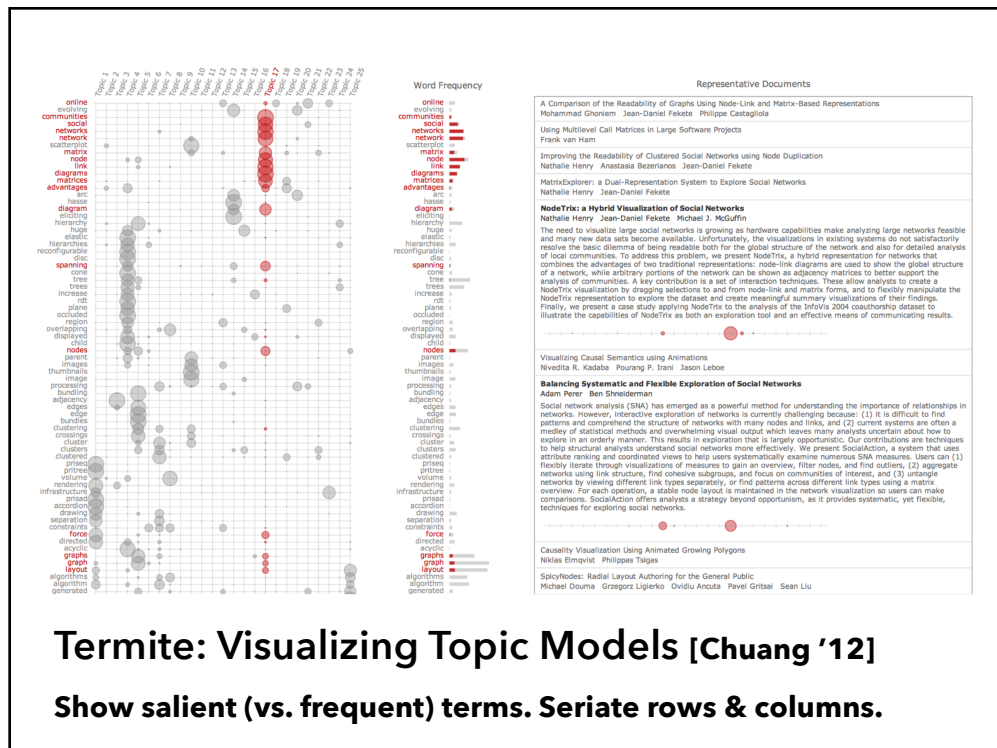 Topic 1
Topic 2
Topic 3
Topic 4
Topic 5
Topic 6
Topic 7
Topic 8
Topic 9
Topic 10
Topic 11
Topic 12
Topic 13
Topic 14
Topic 15
Topic 16
Topic 17
Topic 18
Topic 19
Topic 20
Topic 21
Topic 22
Topic 23
Topic 24
Topic 25
online
evolving
communities
social
networks
network
scatterplot
matrix
node
link
diagrams
matrices
advantages
arc
hasse
diagram
eliciting
hierarchy
huge
elastic
hierarchies
reconfigurable
disc
spanning
cone
tree
increase
rdt
plane
occluded
region
overlapping
displayed
child
nodes
parent
images
thumbnails
image
processing
bundling
adjacency
edges
edge
bundles
clustering
crossings
cluster
clusters
clustered
priseq
pritree
volume
rendering
infrastructure
prisad
accordion
drawing
separation
constraints
force
directed
acyclic
graphs
graph
layout
algorithms
algorithm
generated
Word Frequency
Representative Documents
A Comparison of the Readability of Graphs Using Node-Link and Matrix-Based Representations
Mohammad Ghoniem Jean-Daniel Fekete Philippe Castagliola
Using Multilevel Call Matrices in Large Software Projects
Frank van Ham
Improving the Readability of Clustered Social Networks using Node Duplication
Nathalie Henry Anastasia Bezerianos Jean-Daniel Fekete
MatrixExplorer: a Dual-Representation System to Explore Social Networks
Nathalie Henry Jean-Daniel Fekete
NodeTrix: a Hybrid Visualization of Social Networks
Nathalie Henry Jean-Daniel Fekete Michael J. McGuffin
The need to visualize large social networks is growing as hardware capabilities make analyzing large networks feasible
and many new data sets become available. Unfortunately, the visualizations in existing systems do not satisfactorily
resolve the basic dilemma of being readable both for the global structure of the network and also for detailed analysis
of local communities. To address this problem, we present NodeTrix, a hybrid representation for networks that
combines the advantages of two traditional representations: node-link diagrams are used to show the global structure
of a network, while arbitrary portions of the network can be shown as adjacency matrices to better support the
analysis of communities. A key contribution is a set of interaction techniques. These allow analysts to create a
NodeTrix visualization by dragging selections to and from node-link and matrix forms, and to flexibly manipulate the
NodeTrix representation to explore the dataset and create meaningful summary visualizations of their findings.
Finally, we present a case study applying NodeTrix to the analysis of the InfoVis 2004 coauthorship dataset to
illustrate the capabilities of NodeTrix as both an exploration tool and an effective means of communicating results.
Visualizing Causal Semantics using Animations
Nivedita R. Kadaba Pourang P. Irani Jason Leboe
Balancing Systematic and Flexible Exploration of Social Networks
Adam Perer Ben Shneiderman
Social network analysis (SNA) has emerged as a powerful method for understanding the importance of relationships in
networks. However, interactive exploration of networks is currently challenging because: (1) it is difficult to find
patterns and comprehend the structure of networks with many nodes and links, and (2) current systems are often a
medley of statistical methods and overwhelming visual output which leaves many analysts uncertain about how to
explore in an orderly manner. This results in exploration that is largely opportunistic. Our contributions are techniques
to help structural analysts understand social networks more effectively. We present SocialAction, a system that uses
attribute ranking and coordinated views to help users systematically examine numerous SNA measures. Users can (1)
flexibly iterate through visualizations of measures to gain an overview, filter nodes, and find outliers, (2) aggregate
networks using link structure, find cohesive subgroups, and focus on communities of interest, and (3) untangle
networks by viewing different link types separately, or find patterns across different link types using a matrix
overview. For each operation, a stable node layout is maintained in the network visualization so users can make
comparisons. SocialAction offers analysts a strategy beyond opportunism, as it provides systematic, yet flexible,
techniques for exploring social networks.
Causality Visualization Using Animated Growing Polygons
Niklas Elmqvist Philippas Tsigas
SpicyNodes: Radial Layout Authoring for the General Public
Michael Douma Grzegorz Ligierko Ovidiu Ancuta Pavel Gritsai Sean Liu
Termite: Visualizing Topic Models [Chuang ’12]
Show salient (vs. frequent) terms. Seriate rows & columns.